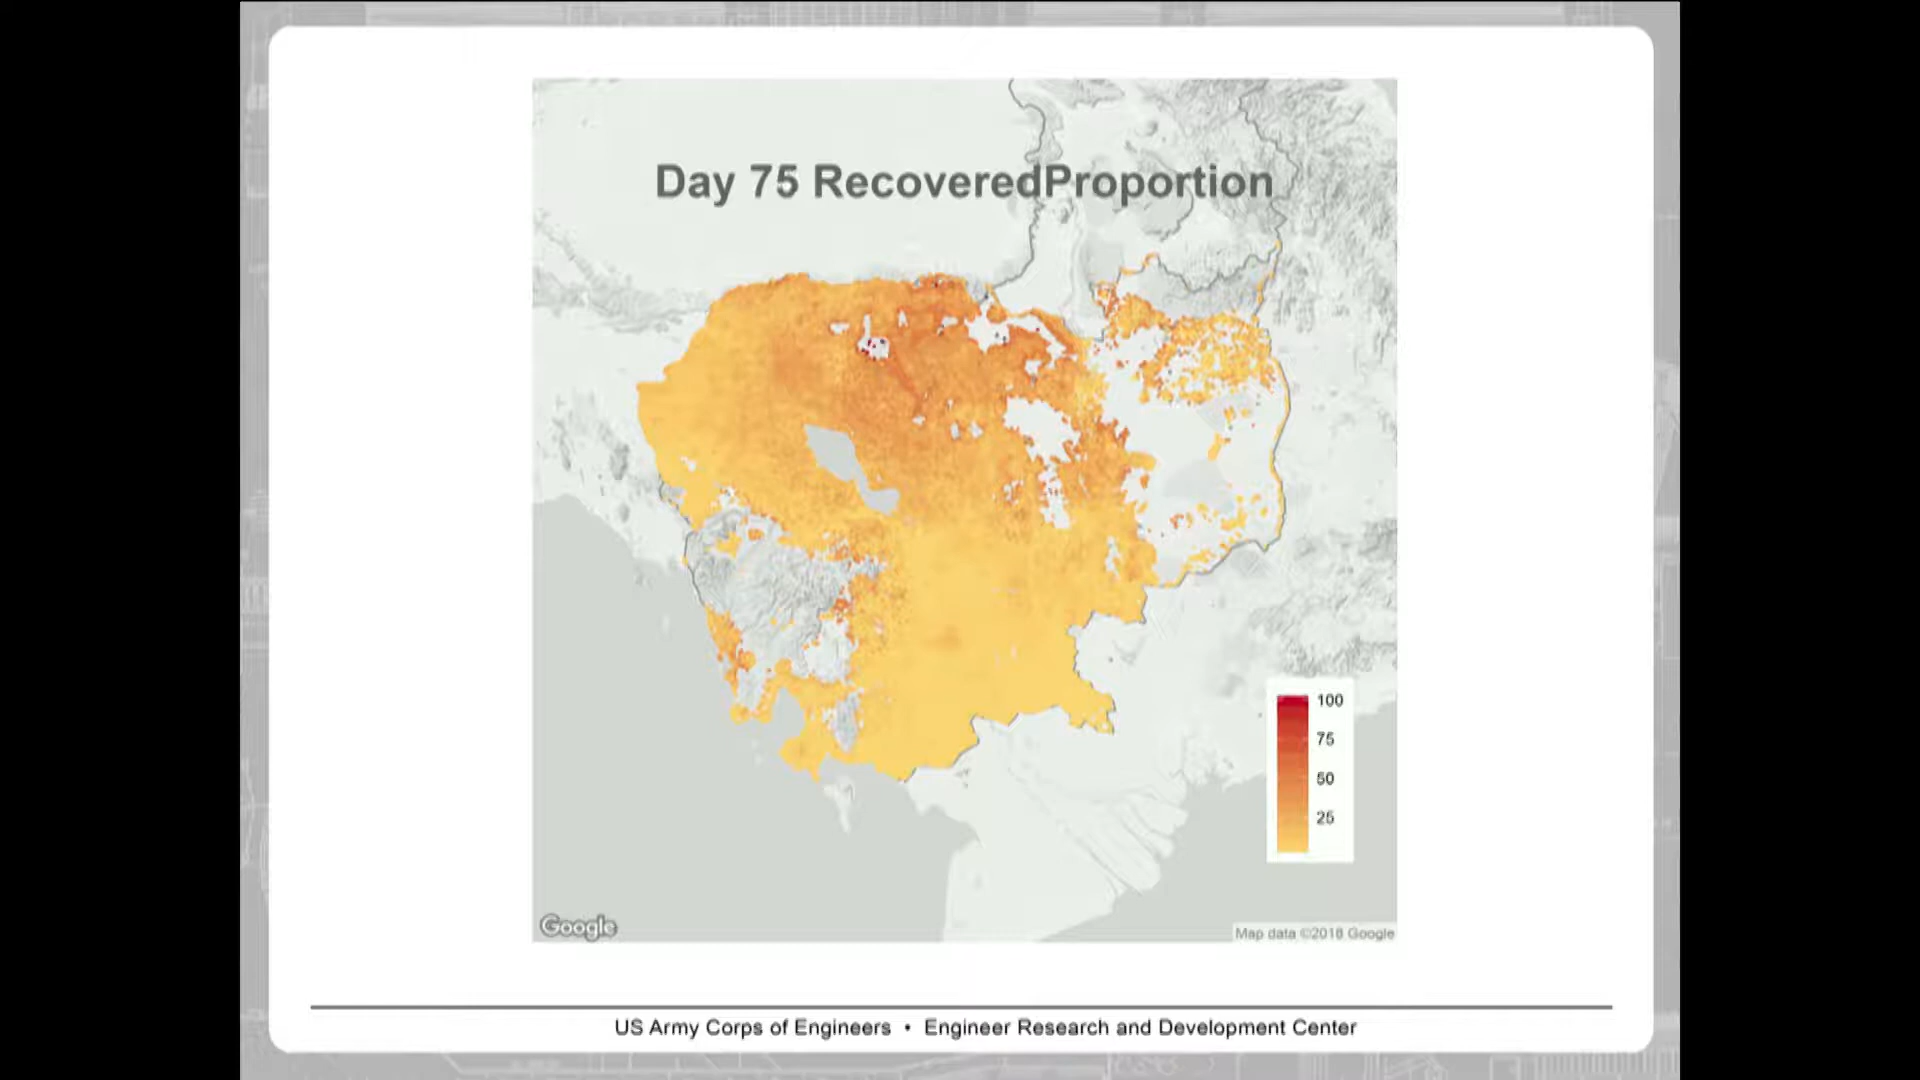 Day 75 RecoveredProportion
100
75
50
25
Google
Map data ©2018 Google
US Army Corps of Engineers • Engineer Research and Development Center